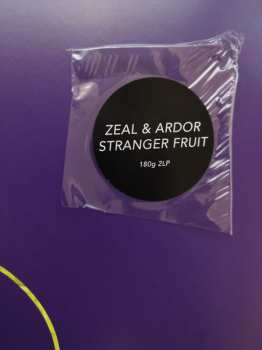 ZEAL & ARDOR
STRANGER FRUIT
180g 2LP